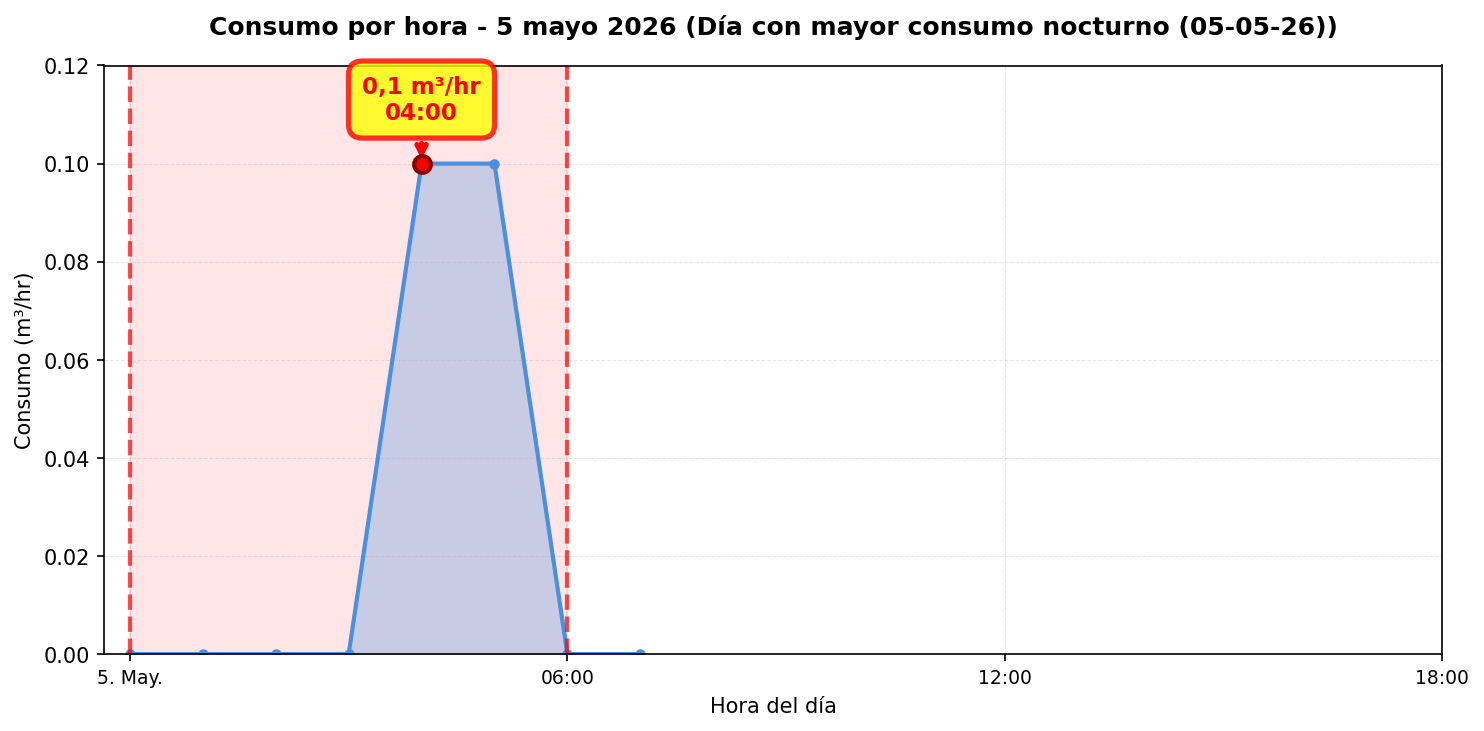 Consumo por hora - 5 mayo 2026 (Día con mayor consumo nocturno (05-05-26))
0,1 m³/hr
04:00
Consumo (m³/hr)
0.12
0.10
0.08
0.06
0.04
0.02
0.00
5. May.
06:00
12:00
18:00
Hora del día